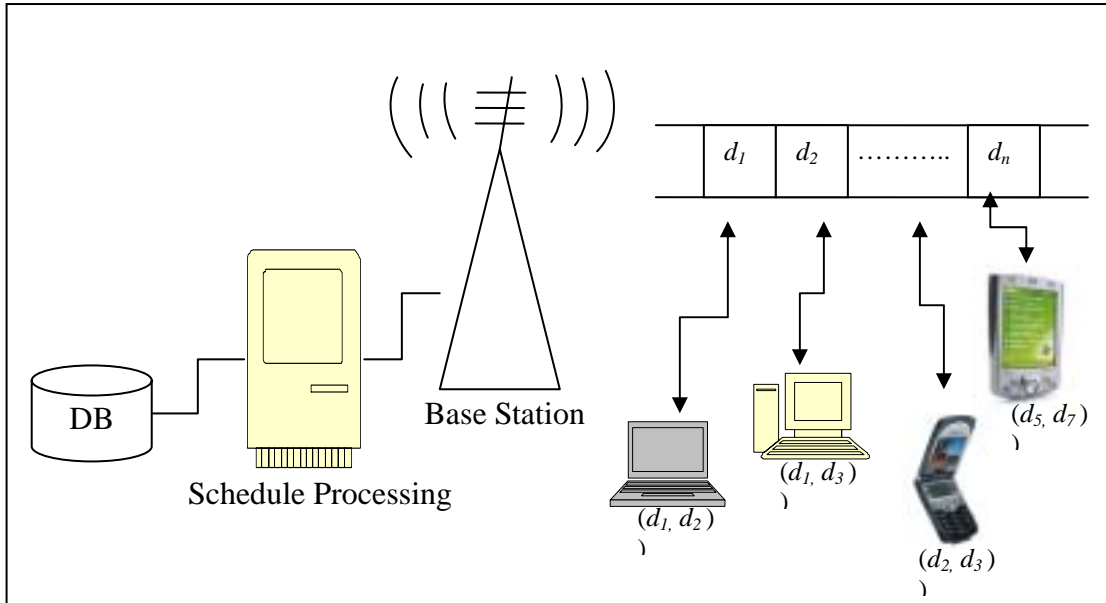 d1 d2 ……….. dn
DB
Schedule Processing
Base Station
(d1, d2)
)
(d1, d3)
)
(d2, d3)
)
(d5, d7)
)